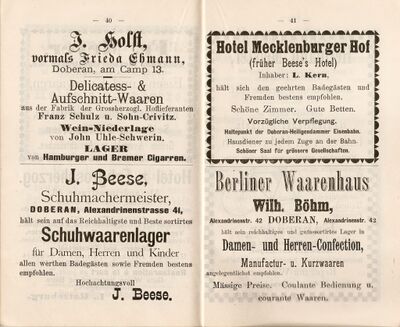 — 40 —
J. Holst,
vormals Frieda Ehmann,
Doberan, am Camp 13.
Delicatess- &
Aufschnitt-Waaren
aus der Fabrik der Grossherzogl. Hoflieferanten
Franz Schulz u. Sohn-Crivitz.
Wein-Niederlage
von John Uhle-Schwerin.
LAGER
von Hamburger und Bremer Cigarren.
J. Beese,
Schuhmachermeister,
DOBERAN, Alexandrinenstrasse 41,
hält sein auf das Reichhaltigste und Beste sortirtes
Schuhwaarenlager
für Damen, Herren und Kinder
allen werthen Badegästen sowie Fremden bestens
empfohlen.
Hochachtungsvoll
J. Beese.
— 41 —
Hotel Mecklenburger Hof
(früher Beese's Hotel)
Inhaber: L. Kern,
hält sich den geehrten Badegästen und
Fremden bestens empfohlen.
Schöne Zimmer. Gute Betten.
Vorzügliche Verpflegung.
Haltepunkt der Doberan-Heiligendammer Eisenbahn.
Hausdiener zu jedem Zuge an der Bahn.
Schöner Saal für grössere Gesellschaften.
Berliner Waarenhaus
Wilh. Böhm,
Alexandrinenstr. 42 DOBERAN, Alexandrinenstr. 42
hält sein reichhaltiges und gutsortirtes Lager in
Damen- und Herren-Confection,
Manufactur- u. Kurzwaaren
angelegentlichst empfohlen.
Mässige Preise. Coulante Bedienung u.
courante Waaren.